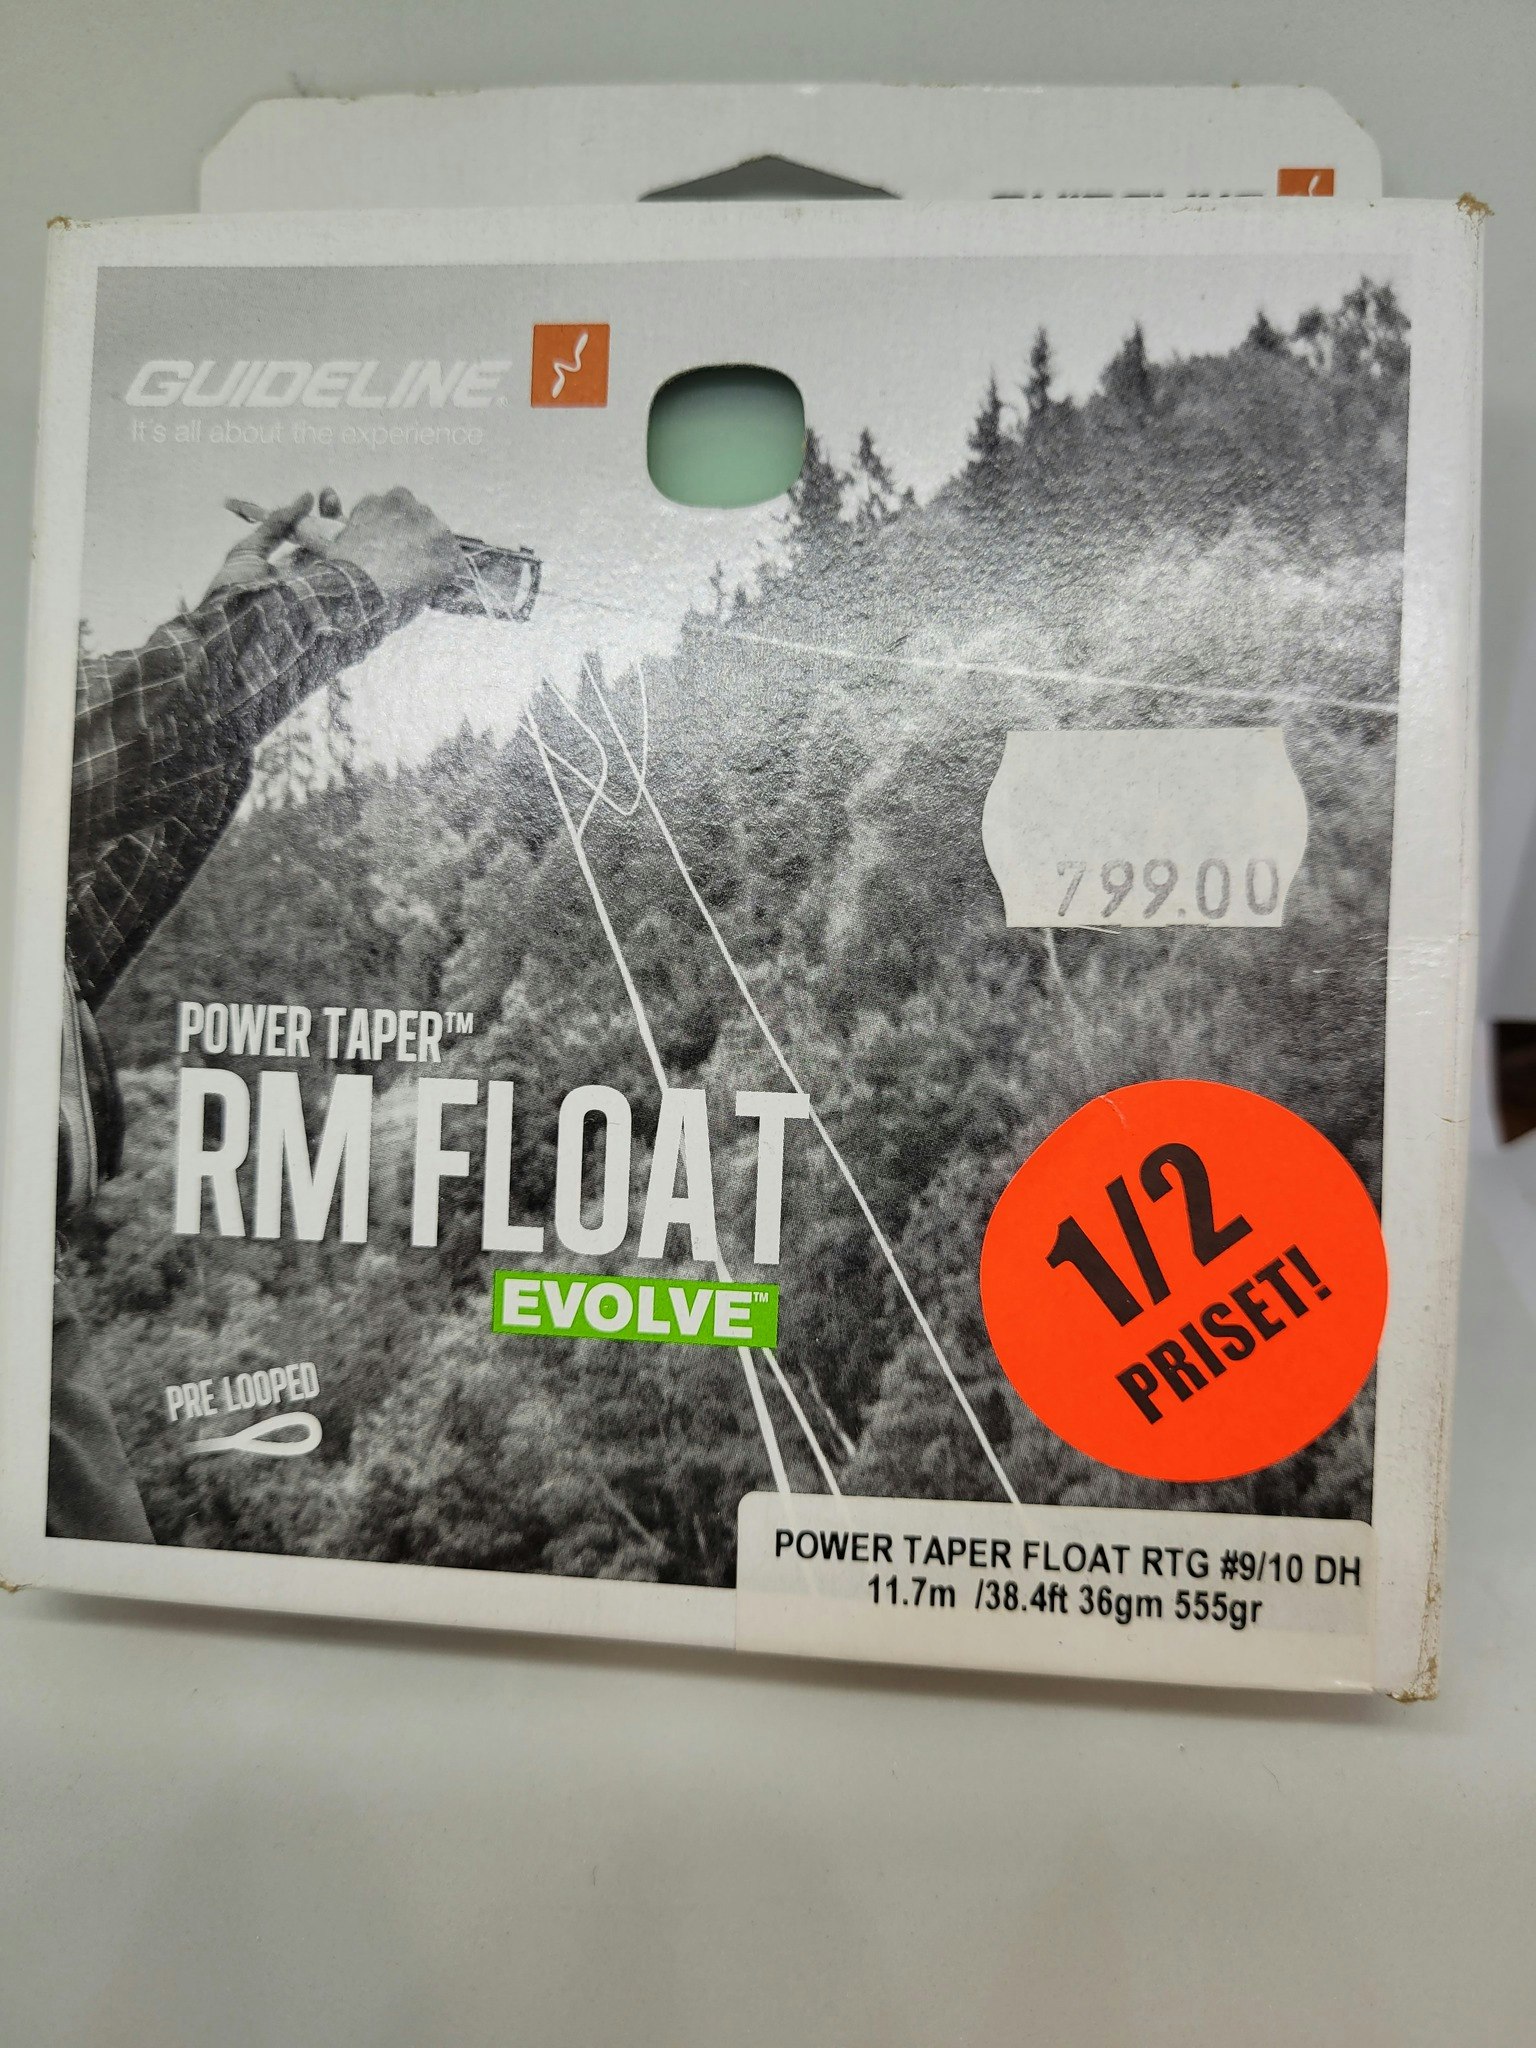 GUIDELINE
GUIDELINE®
It's all about the experience
799.00
POWER TAPER™
RM FLOAT
EVOLVE™
1/2
PRISET!
PRE LOOPED
POWER TAPER FLOAT RTG #9/10 DH
11.7m /38.4ft 36gm 555gr